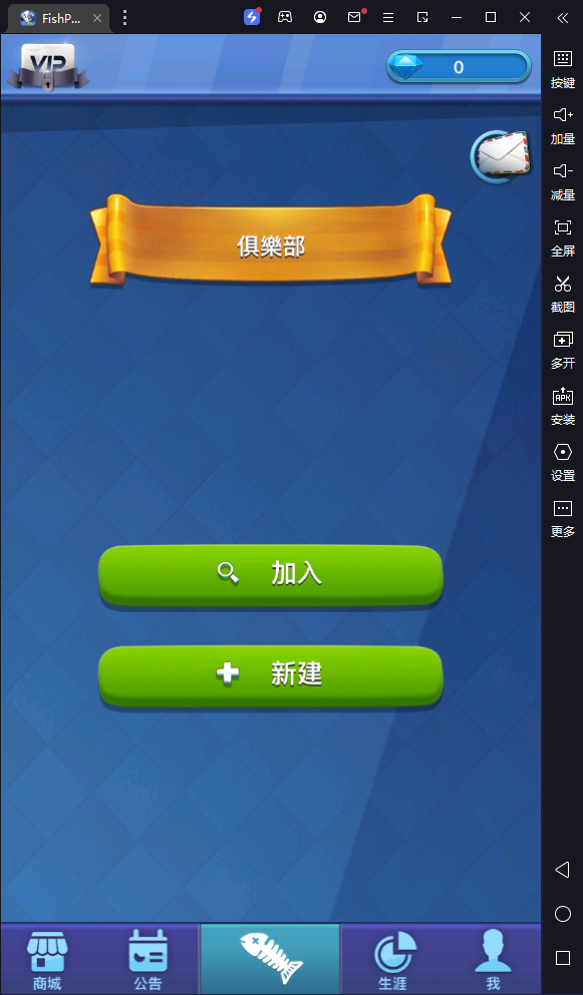 FishP...
VIP
0
按键
加量
减量
俱樂部
全屏
截图
多开
APK
安装
设置
更多
加入
新建
商城
公告
生涯
我